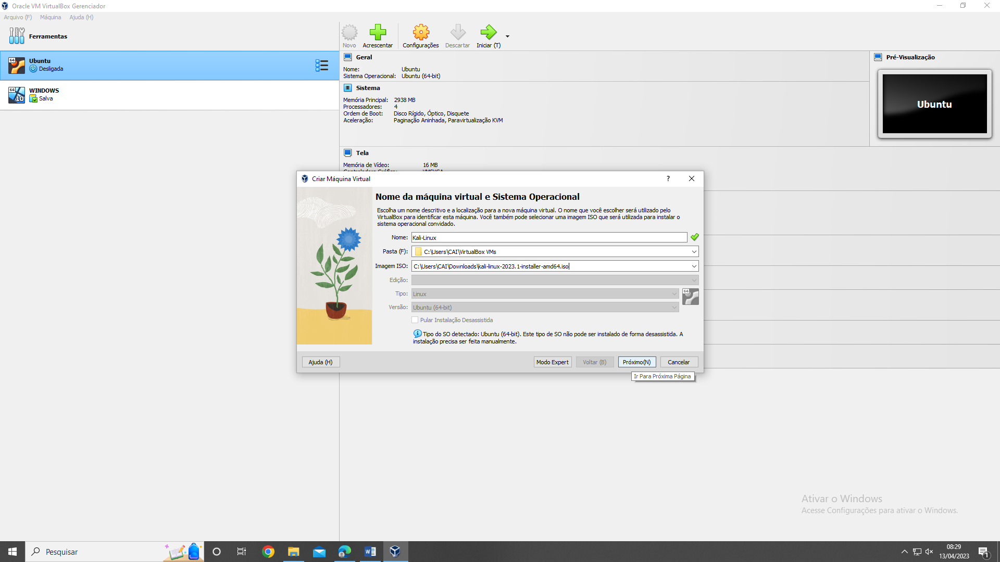 Oracle VM VirtualBox Gerenciador
Arquivo (F) Máquina Ajuda (H)
Ferramentas
Novo Acrescentar Configurações Descartar Iniciar (T)
64
Ubuntu
Desligada
64
10
WINDOWS
Salva
Geral
Nome: Ubuntu
Sistema Operacional: Ubuntu (64-bit)
Sistema
Memória Principal: 2938 MB
Processadores: 4
Ordem de Boot: Disco Rígido, Óptico, Disquete
Aceleração: Paginação Aninhada, Paravirtualização KVM
Pré-Visualização
Ubuntu
Tela
Memória de Vídeo: 16 MB
Criar Máquina Virtual
?
Nome da máquina virtual e Sistema Operacional
Escolha um nome descritivo e a localização para a nova máquina virtual. O nome que você escolher será utilizado pelo
VirtualBox para identificar esta máquina. Você também pode selecionar uma imagem ISO que será utilizada para instalar o
sistema operacional convidado.
Nome: Kali-Linux
Pasta (F): C:\Users\CAI\VirtualBox VMs
Imagem ISO: C:\Users\CAI\Downloads\kali-linux-2023.1-installer-amd64.iso
Edição:
Tipo: Linux
64
Versão: Ubuntu (64-bit)
Pular Instalação Desassistida
Tipo do SO detectado: Ubuntu (64-bit). Este tipo de SO não pode ser instalado de forma desassistida. A
instalação precisa ser feita manualmente.
Ajuda (H) Modo Expert Voltar (B) Próximo(N) Cancelar
Ir Para Próxima Página
Ativar o Windows
Acesse Configurações para ativar o Windows.
Pesquisar
08:29
13/04/2023
1